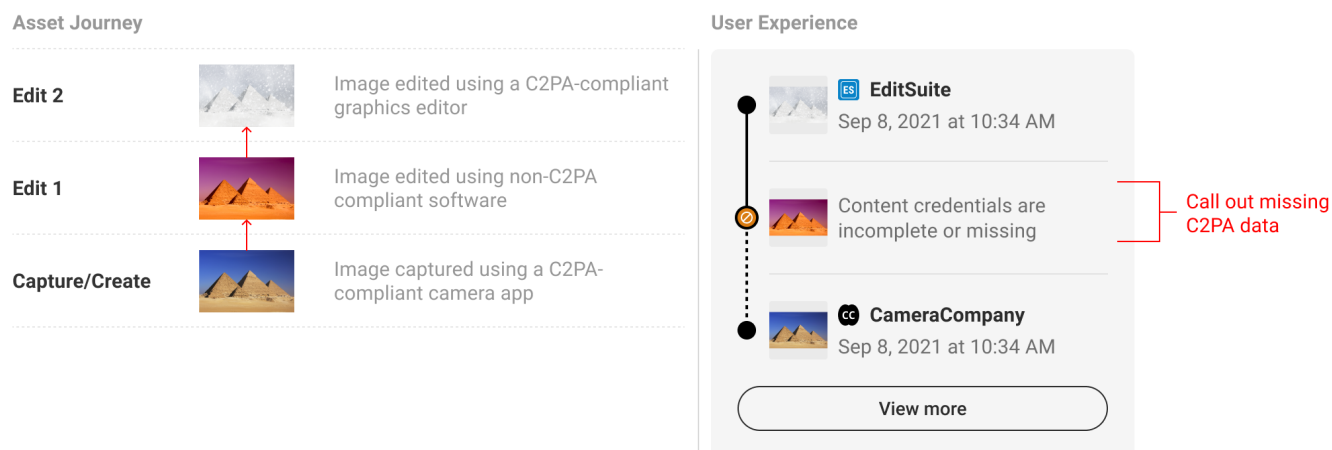 Asset Journey
Edit 2
Image edited using a C2PA-compliant
graphics editor
Edit 1
Image edited using non-C2PA
compliant software
Capture/Create
Image captured using a C2PA-
compliant camera app
User Experience
ES EditSuite
Sep 8, 2021 at 10:34 AM
Content credentials are
incomplete or missing
CC CameraCompany
Sep 8, 2021 at 10:34 AM
View more
Call out missing
C2PA data